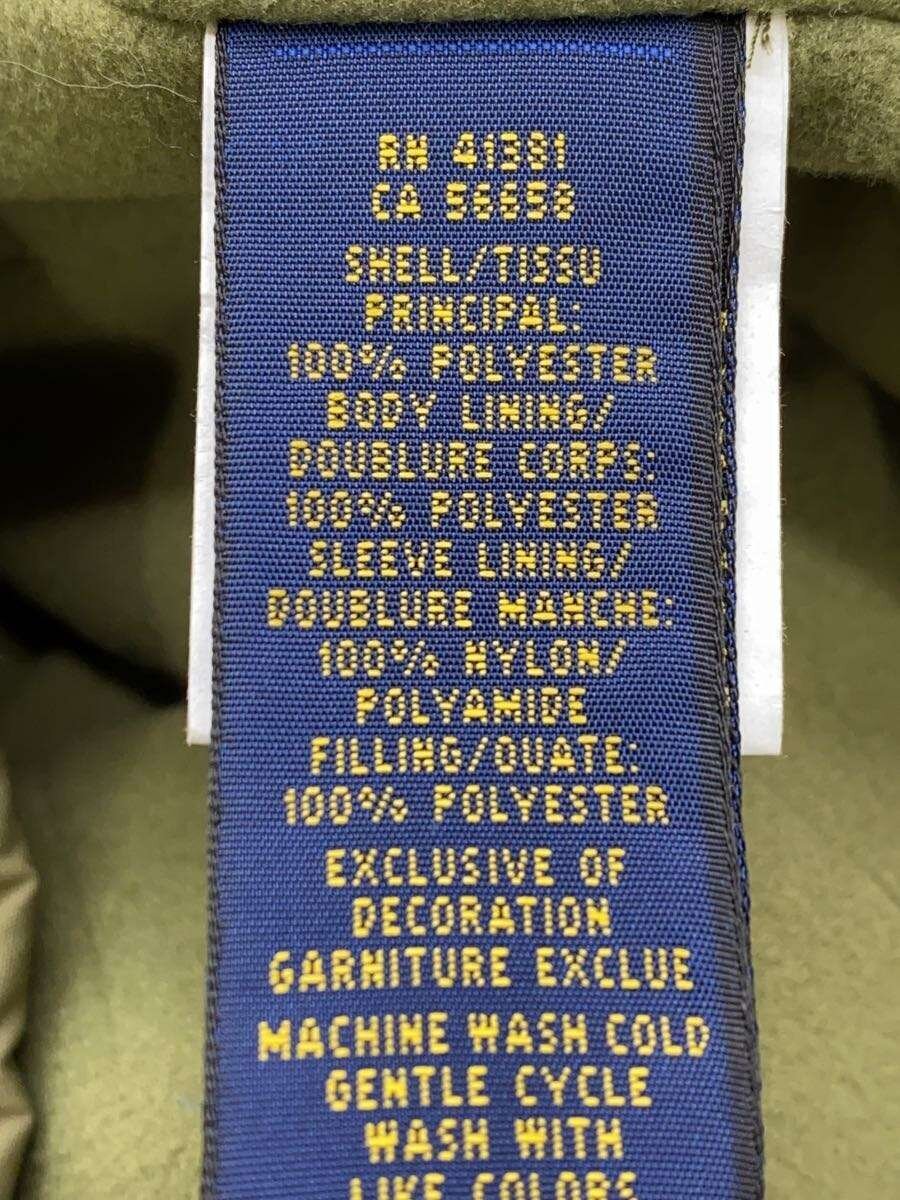 RN 41381
CA 56658
SHELL/TISSU
PRINCIPAL:
100% POLYESTER
BODY LINING/
DOUBLURE CORPS:
100% POLYESTER
SLEEVE LINING/
DOUBLURE MANCHE:
100% NYLON/
POLYAMIDE
FILLING/OUATE:
100% POLYESTER
EXCLUSIVE OF
DECORATION
GARNITURE EXCLUE
MACHINE WASH COLD
GENTLE CYCLE
WASH WITH
LIKE COLORS